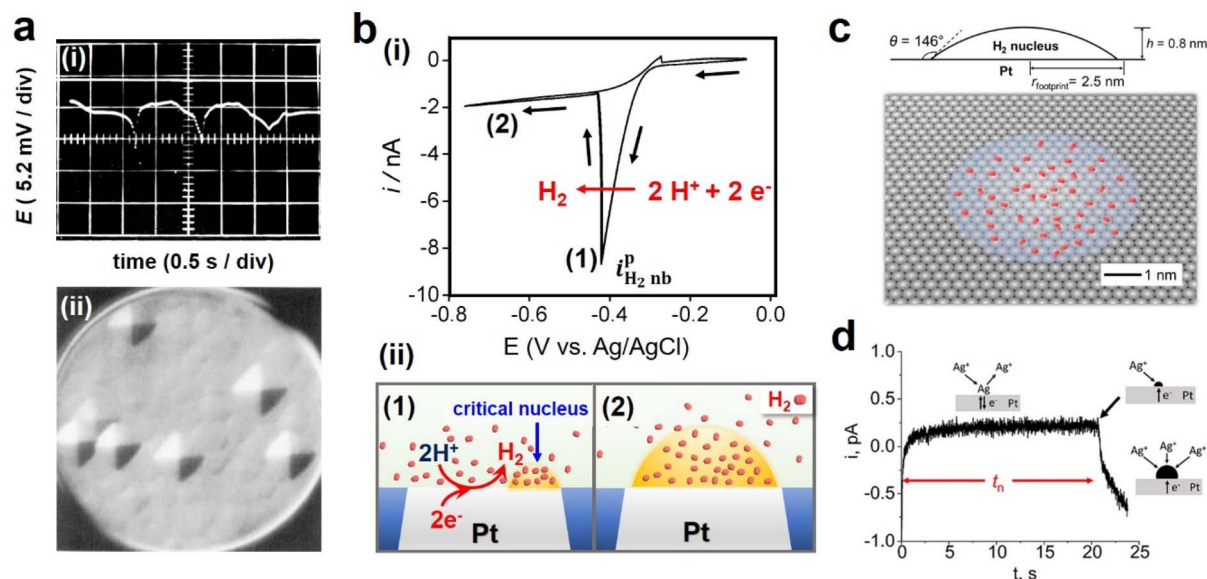 a
(i)
E ( 5.2 mV / div)
time (0.5 s / div)
(ii)
b
(i)
0
-2
-4
-6
-8
-10
i / nA
(2)
H₂
2 H⁺ + 2 e⁻
(1)
i^p_{H₂ nb}
-0.8
-0.6
-0.4
-0.2
0.0
E (V vs. Ag/AgCl)
(ii)
(1)
critical nucleus
2H⁺
H₂
2e⁻
Pt
(2)
H₂
Pt
c
θ = 146°
H₂ nucleus
h = 0.8 nm
Pt
r_footprint = 2.5 nm
1 nm
d
1.0
0.5
0.0
-0.5
-1.0
i, pA
Ag⁺
Ag⁺
Ag
e⁻
Pt
tₙ
e⁻
Pt
Ag⁺
Ag⁺
Ag⁺
e⁻
Pt
0
5
10
15
20
25
t, s